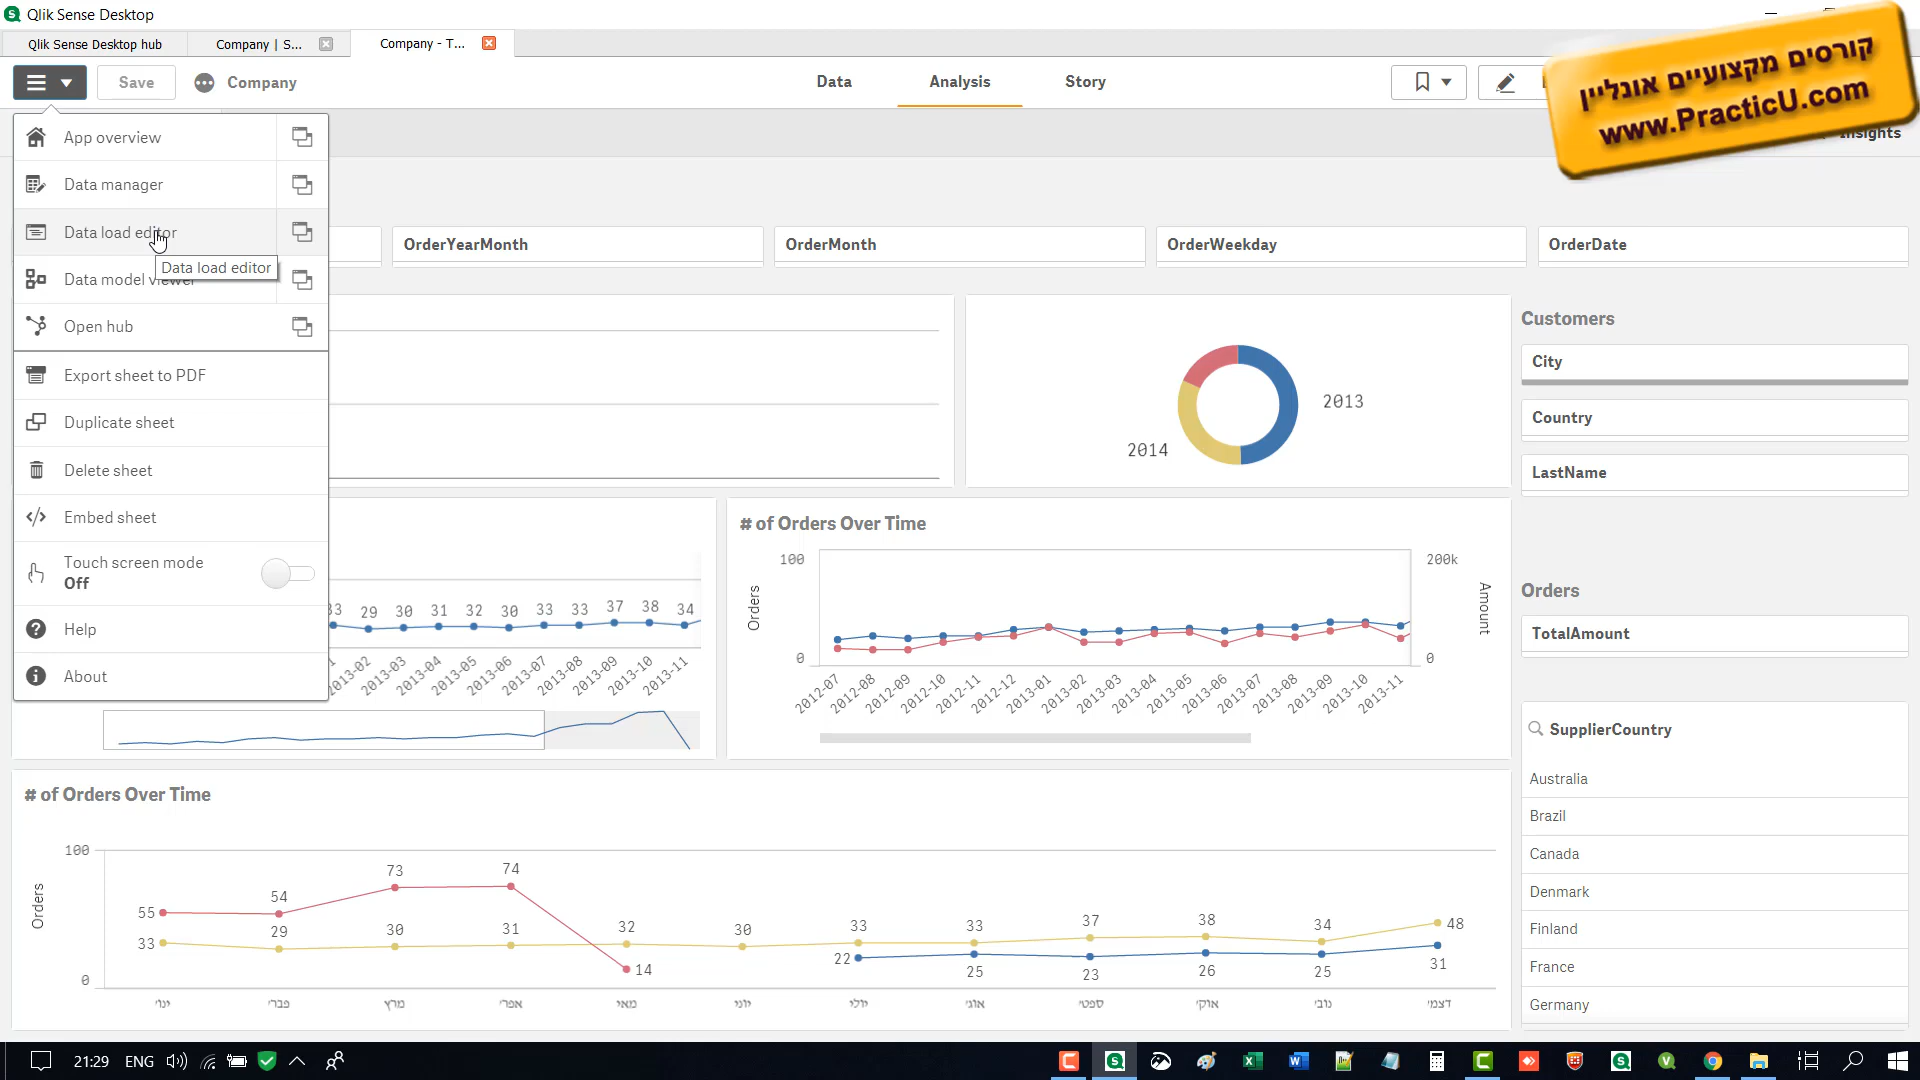 Qlik Sense Desktop
Qlik Sense Desktop hub
Company | S...
Company - T...
Save
Company
Data
Analysis
Story
קורסים מקצועיים אונליין
www.PracticU.com
Insights
App overview
Data manager
Data load editor
Data load editor
Data model viewer
Open hub
Export sheet to PDF
Duplicate sheet
Delete sheet
Embed sheet
Touch screen mode
Off
Help
About
OrderYearMonth
OrderMonth
OrderWeekday
OrderDate
2013
2014
Customers
City
Country
LastName
Orders
TotalAmount
SupplierCountry
Australia
Brazil
Canada
Denmark
Finland
France
Germany
33 29 30 31 32 30 33 33 37 38 34
2013-02 2013-03 2013-04 2013-05 2013-06 2013-07 2013-08 2013-09 2013-10 2013-11
# of Orders Over Time
100
0
Orders
200k
0
Amount
2012-07 2012-08 2012-09 2012-10 2012-11 2012-12 2013-01 2013-02 2013-03 2013-04 2013-05 2013-06 2013-07 2013-08 2013-09 2013-10 2013-11
# of Orders Over Time
100
0
Orders
55 54 73 74 14
33 29 30 31 32 30 33 33 37 38 34 48
22 25 23 26 25 31
ינו׳ פבר׳ מרץ אפר׳ מאי יוני יולי אוג׳ ספט׳ אוק׳ נוב׳ דצמ׳
21:29
ENG